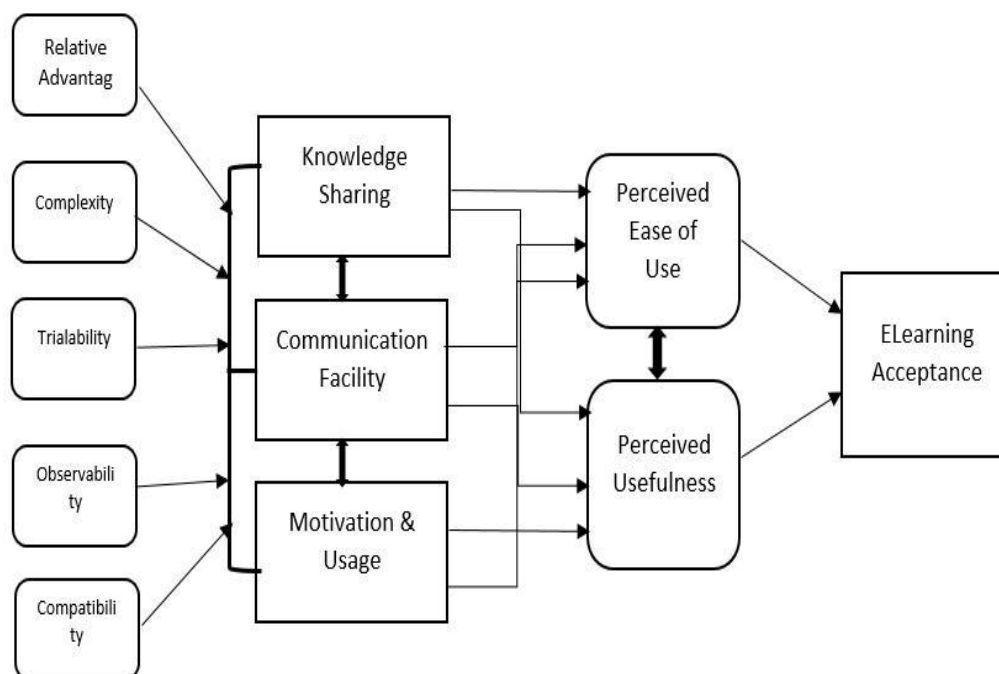 Relative
Advantag
Complexity
Trialability
Observabili
ty
Compatibili
ty
Knowledge
Sharing
Communication
Facility
Motivation &
Usage
Perceived
Ease of
Use
Perceived
Usefulness
ELearning
Acceptance